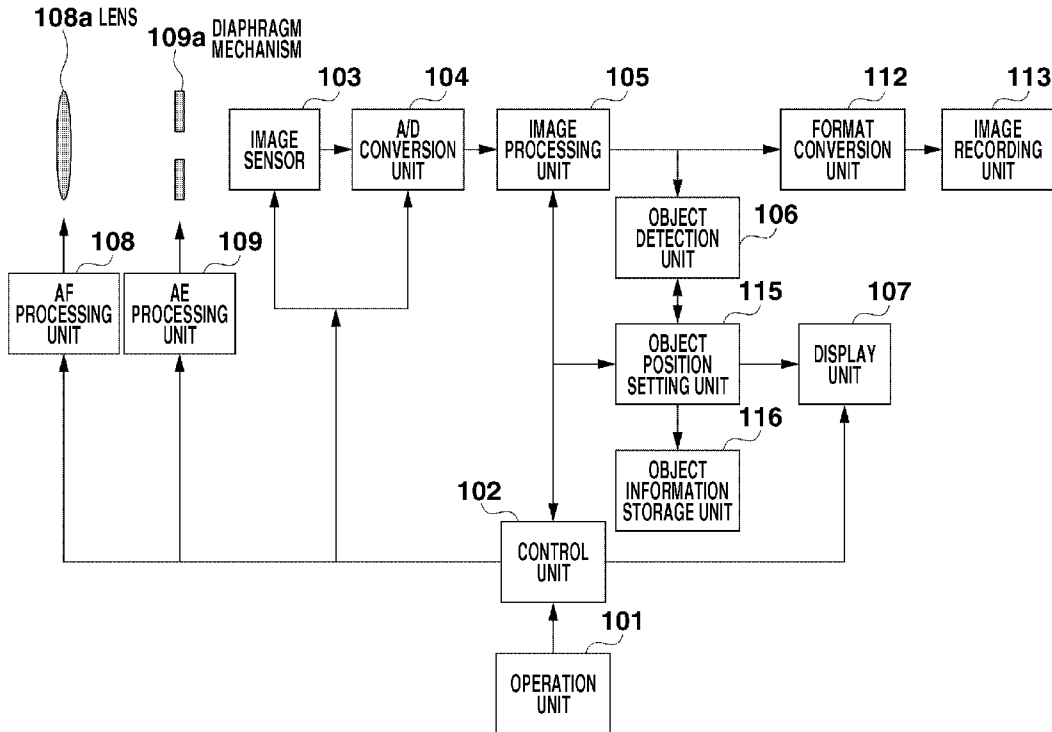 108a LENS
109a DIAPHRAGM
MECHANISM
103
IMAGE
SENSOR
104
A/D
CONVERSION
UNIT
105
IMAGE
PROCESSING
UNIT
112
FORMAT
CONVERSION
UNIT
113
IMAGE
RECORDING
UNIT
106
OBJECT
DETECTION
UNIT
108
AF
PROCESSING
UNIT
109
AE
PROCESSING
UNIT
115
OBJECT
POSITION
SETTING UNIT
107
DISPLAY
UNIT
116
OBJECT
INFORMATION
STORAGE UNIT
102
CONTROL
UNIT
101
OPERATION
UNIT